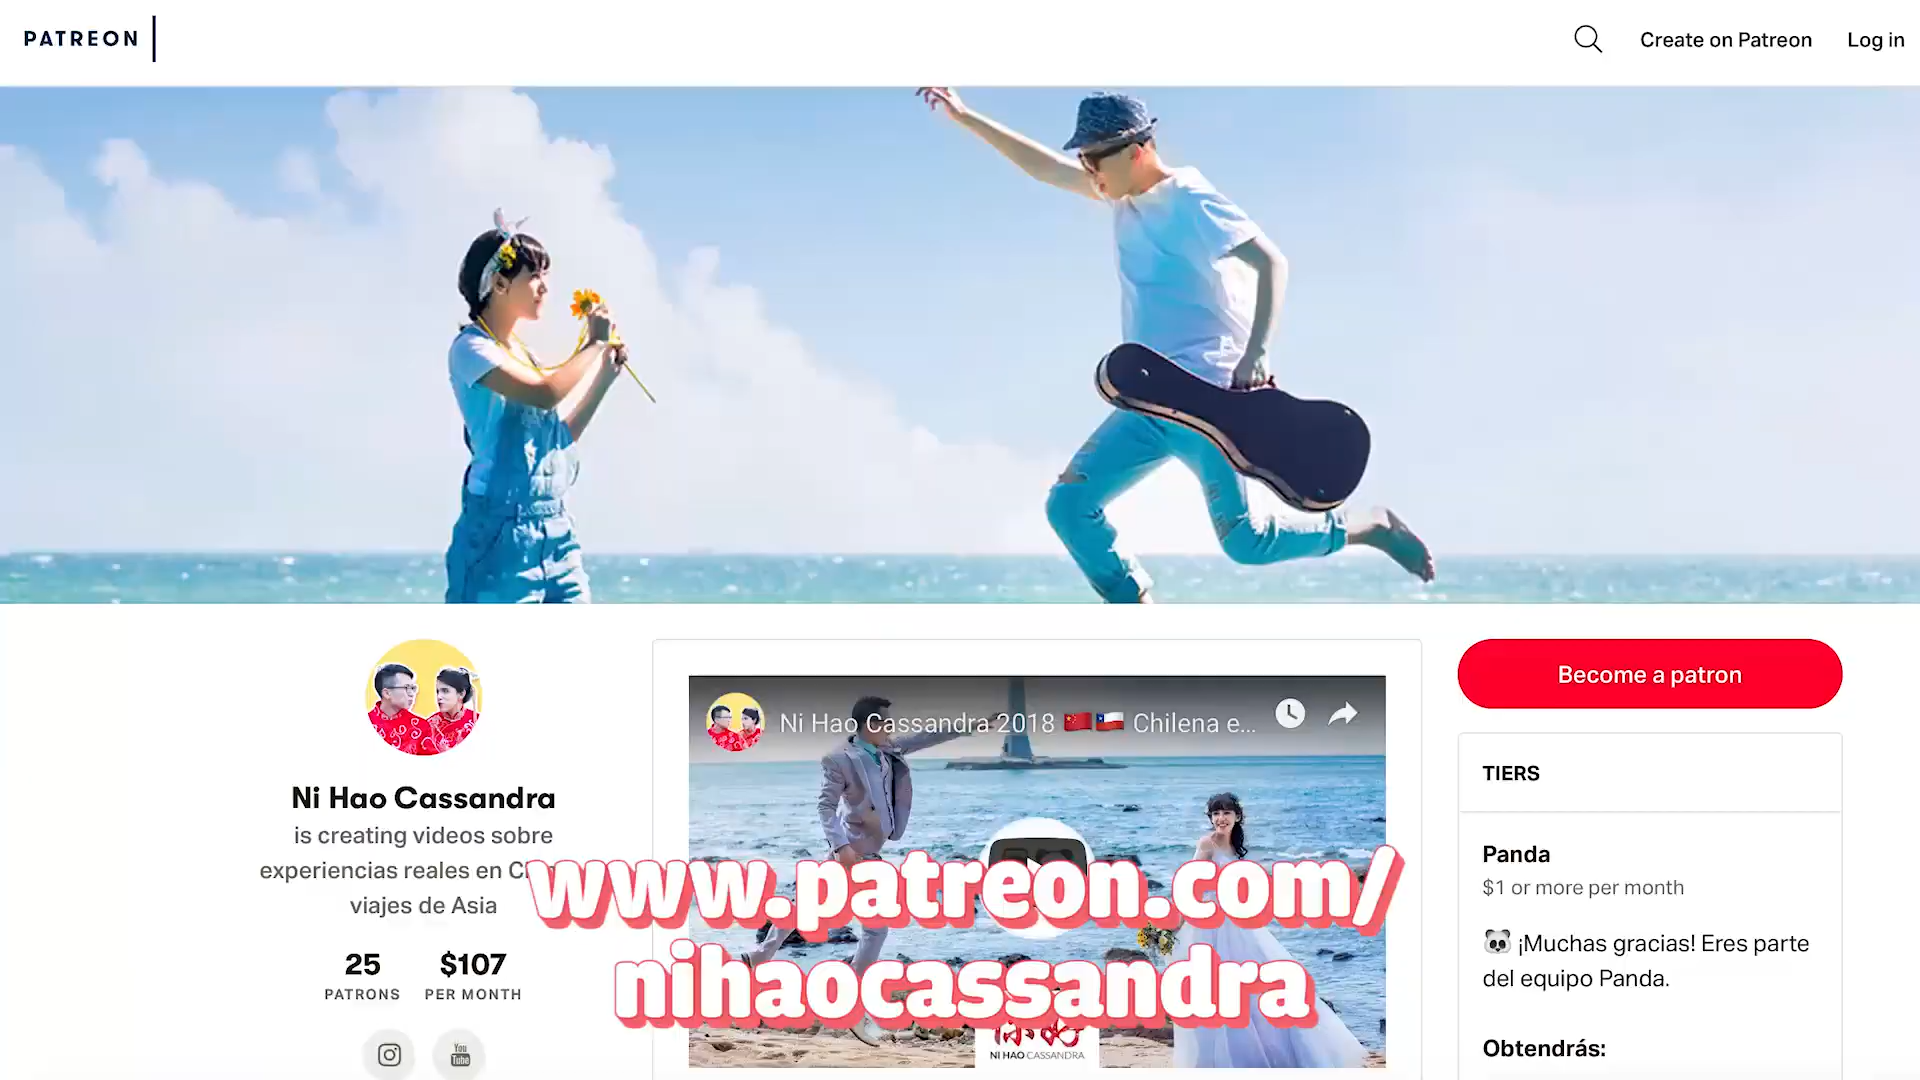 PATREON
Create on Patreon
Log in
Become a patron
Ni Hao Cassandra 2018 🇨🇳🇨🇱 Chilena e...
TIERS
Ni Hao Cassandra
is creating videos sobre
experiencias reales en
viajes de Asia
25
PATRONS
$107
PER MONTH
You
Tube
www.patreon.com/
nihaocassandra
NI HAO CASSANDRA
Panda
$1 or more per month
🐼 ¡Muchas gracias! Eres parte
del equipo Panda.
Obtendrás: